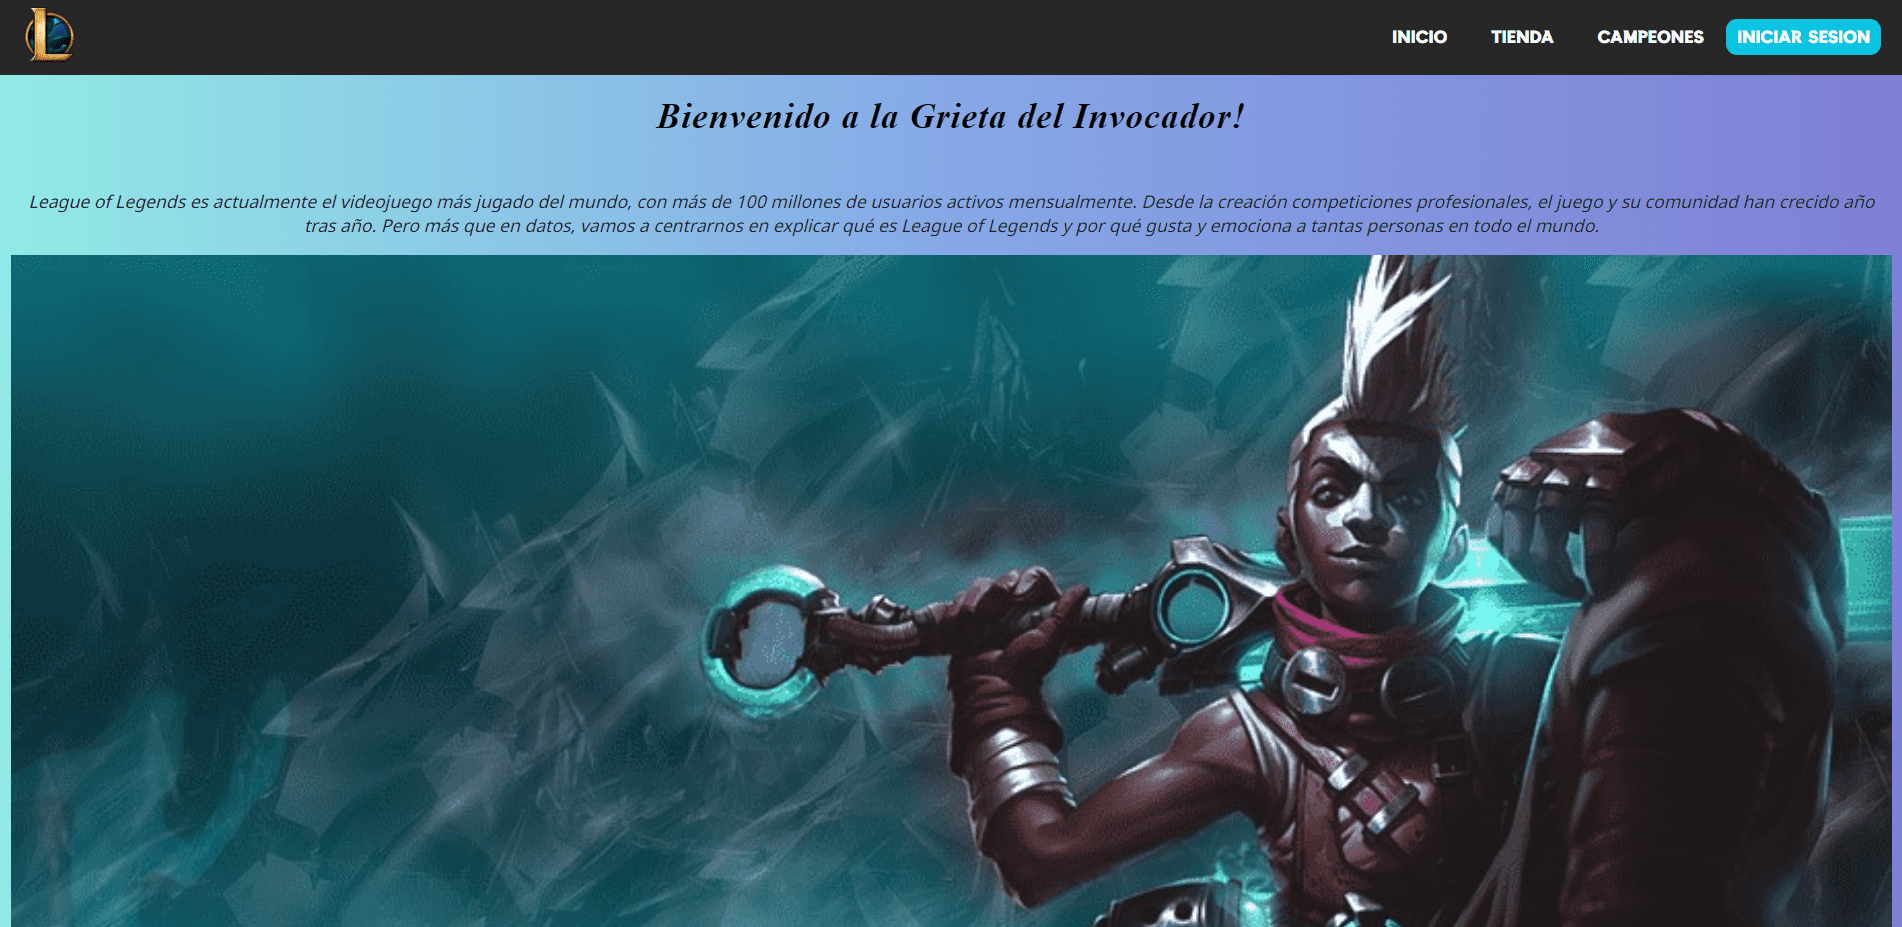 INICIO TIENDA CAMPEONES INICIAR SESION
Bienvenido a la Grieta del Invocador!
League of Legends es actualmente el videojuego más jugado del mundo, con más de 100 millones de usuarios activos mensualmente. Desde la creación competiciones profesionales, el juego y su comunidad han crecido año
tras año. Pero más que en datos, vamos a centrarnos en explicar qué es League of Legends y por qué gusta y emociona a tantas personas en todo el mundo.